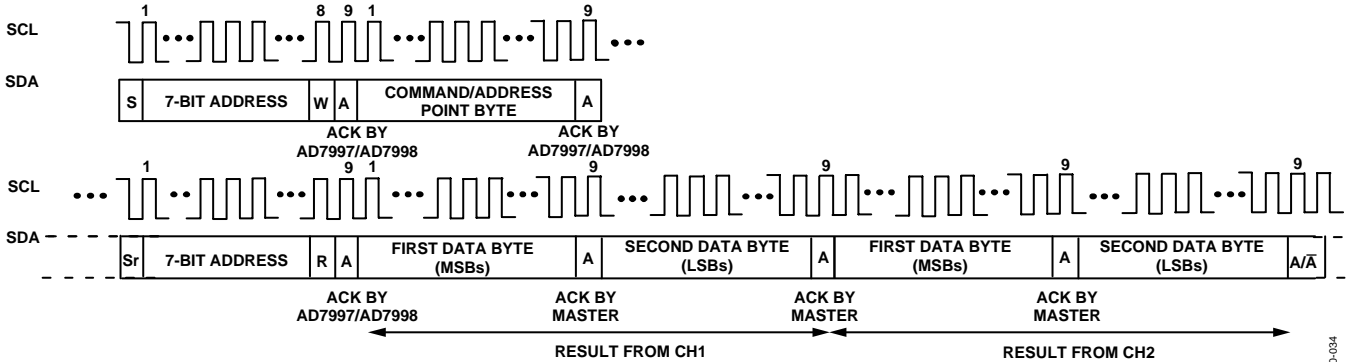 1 8 9 1 9
SCL
SDA
S 7-BIT ADDRESS W A COMMAND/ADDRESS POINT BYTE A
ACK BY AD7997/AD7998
ACK BY AD7997/AD7998
1 9 1 9 9 9 9
SCL
SDA
Sr 7-BIT ADDRESS R A FIRST DATA BYTE (MSBs) A SECOND DATA BYTE (LSBs) A FIRST DATA BYTE (MSBs) A SECOND DATA BYTE (LSBs) A/A̅
ACK BY AD7997/AD7998
ACK BY MASTER
ACK BY MASTER
ACK BY MASTER
RESULT FROM CH1
RESULT FROM CH2
0-034